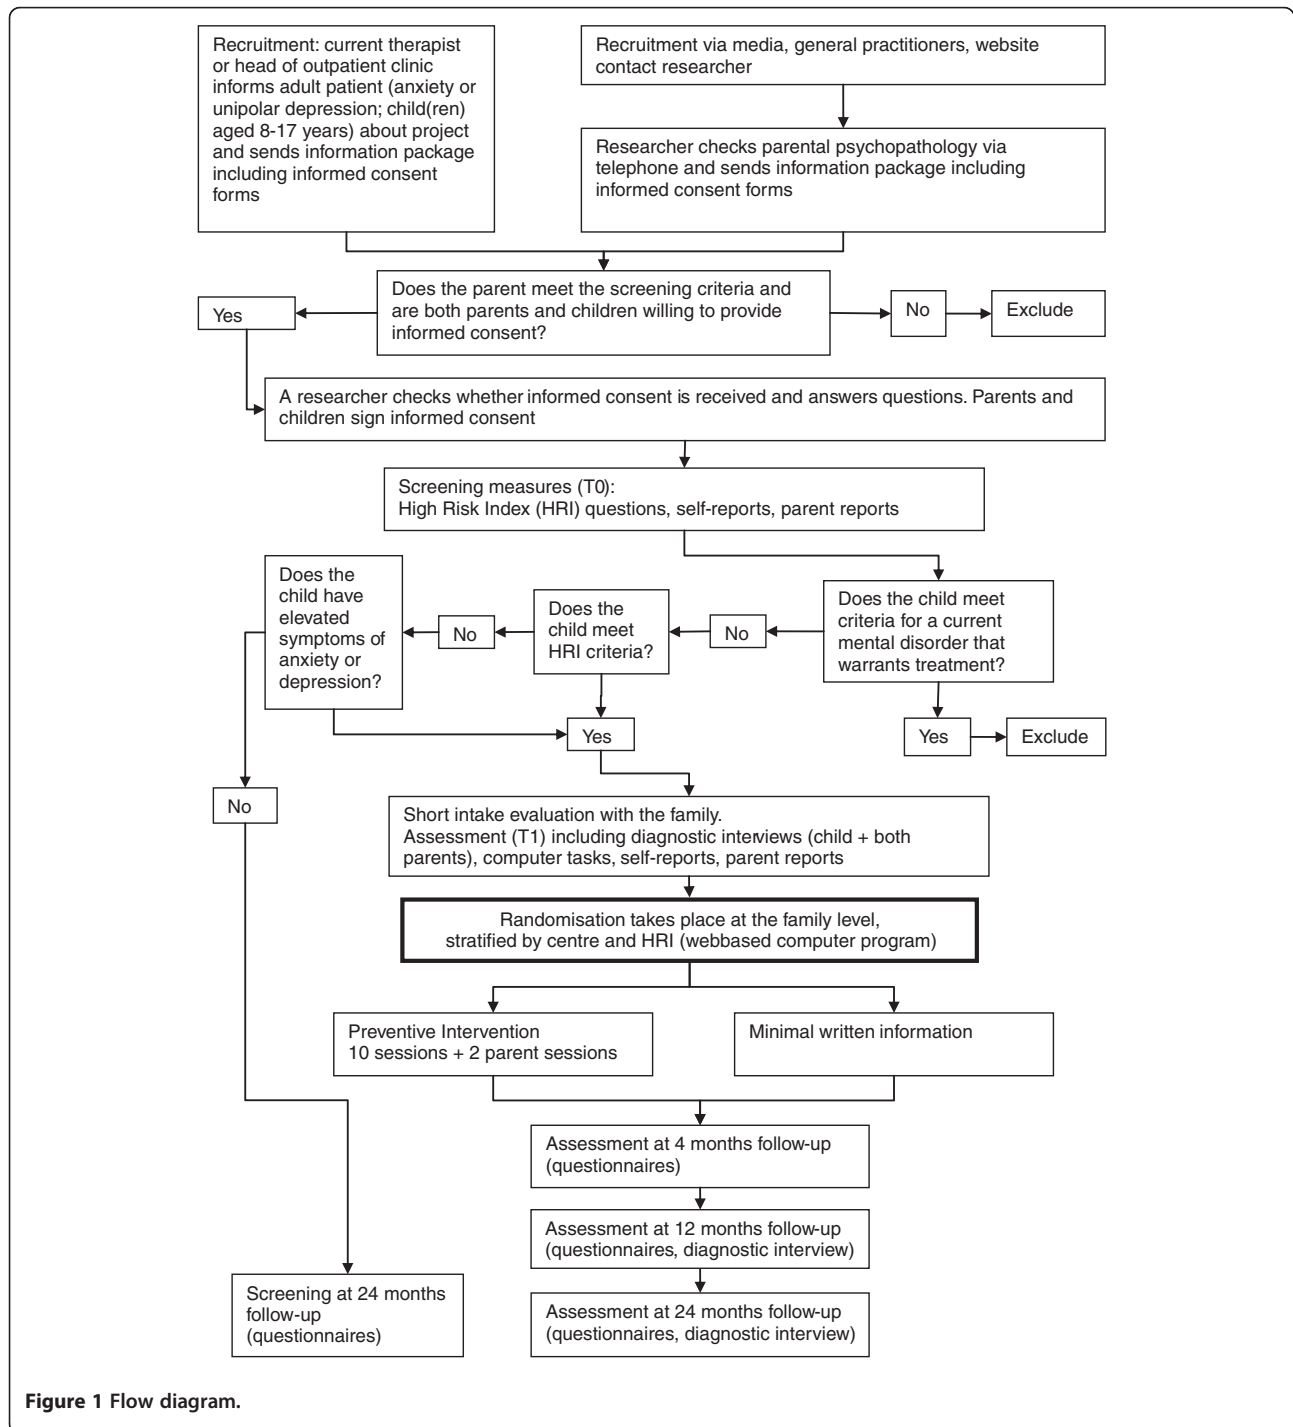 Recruitment: current therapist
or head of outpatient clinic
informs adult patient (anxiety or
unipolar depression; child(ren)
aged 8-17 years) about project
and sends information package
including informed consent
forms
Recruitment via media, general practitioners, website
contact researcher
Researcher checks parental psychopathology via
telephone and sends information package including
informed consent forms
Does the parent meet the screening criteria and
are both parents and children willing to provide
informed consent?
Yes
No
Exclude
A researcher checks whether informed consent is received and answers questions. Parents and
children sign informed consent
Screening measures (T0):
High Risk Index (HRI) questions, self-reports, parent reports
Does the
child have
elevated
symptoms of
anxiety or
depression?
No
Does the
child meet
HRI criteria?
No
Does the child meet
criteria for a current
mental disorder that
warrants treatment?
Yes
Yes
Exclude
No
Short intake evaluation with the family.
Assessment (T1) including diagnostic interviews (child + both
parents), computer tasks, self-reports, parent reports
Randomisation takes place at the family level,
stratified by centre and HRI (webbased computer program)
Preventive Intervention
10 sessions + 2 parent sessions
Minimal written information
Assessment at 4 months follow-up
(questionnaires)
Assessment at 12 months follow-up
(questionnaires, diagnostic interview)
Screening at 24 months
follow-up
(questionnaires)
Assessment at 24 months follow-up
(questionnaires, diagnostic interview)
Figure 1 Flow diagram.